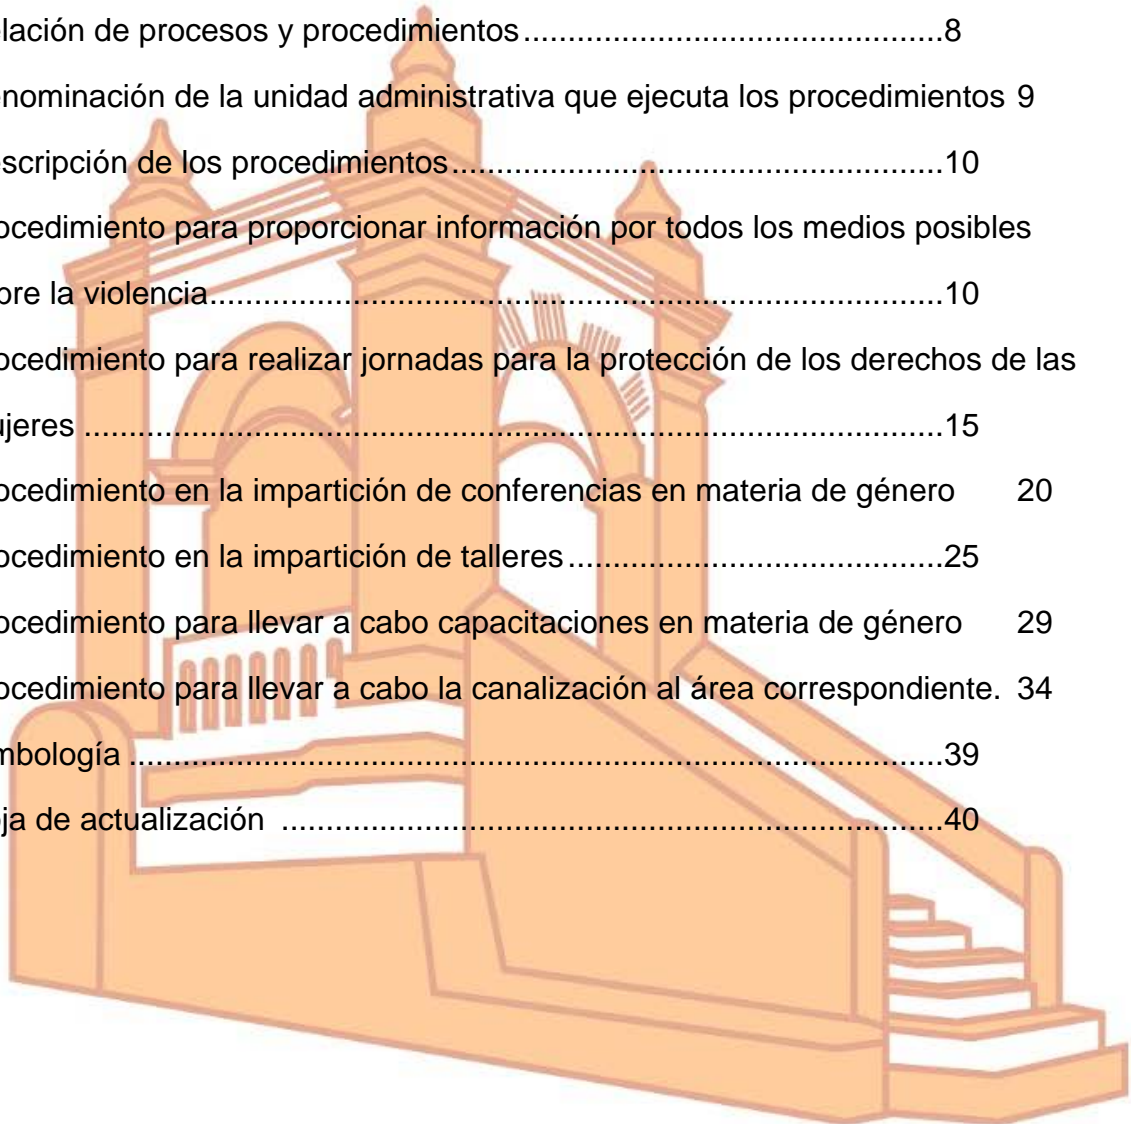 elación de procesos y procedimientos...............................................8
enominación de la unidad administrativa que ejecuta los procedimientos 9
escripción de los procedimientos.......................................................10
ocedimiento para proporcionar información por todos los medios posibles
bre la violencia..................................................................................10
ocedimiento para realizar jornadas para la protección de los derechos de las
ujeres ................................................................................................15
ocedimiento en la impartición de conferencias en materia de género 20
ocedimiento en la impartición de talleres..........................................25
ocedimiento para llevar a cabo capacitaciones en materia de género 29
ocedimiento para llevar a cabo la canalización al área correspondiente. 34
mbología ...........................................................................................39
ja de actualización ..........................................................................40